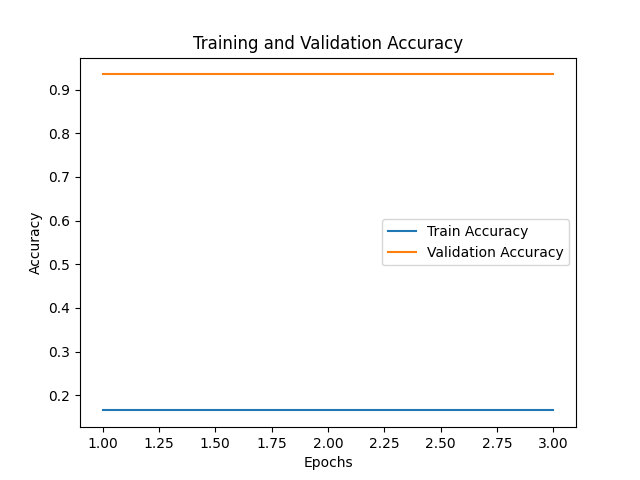 Training and Validation Accuracy
Accuracy
0.9
0.8
0.7
0.6
0.5
0.4
0.3
0.2
Train Accuracy
Validation Accuracy
1.00 1.25 1.50 1.75 2.00 2.25 2.50 2.75 3.00
Epochs